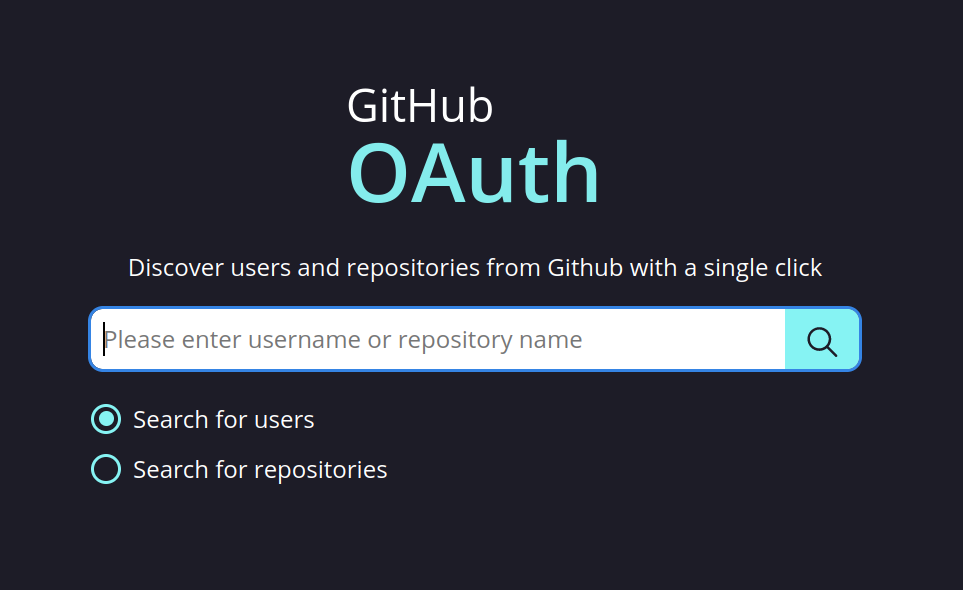 GitHub
OAuth
Discover users and repositories from Github with a single click
Please enter username or repository name
Search for users
Search for repositories